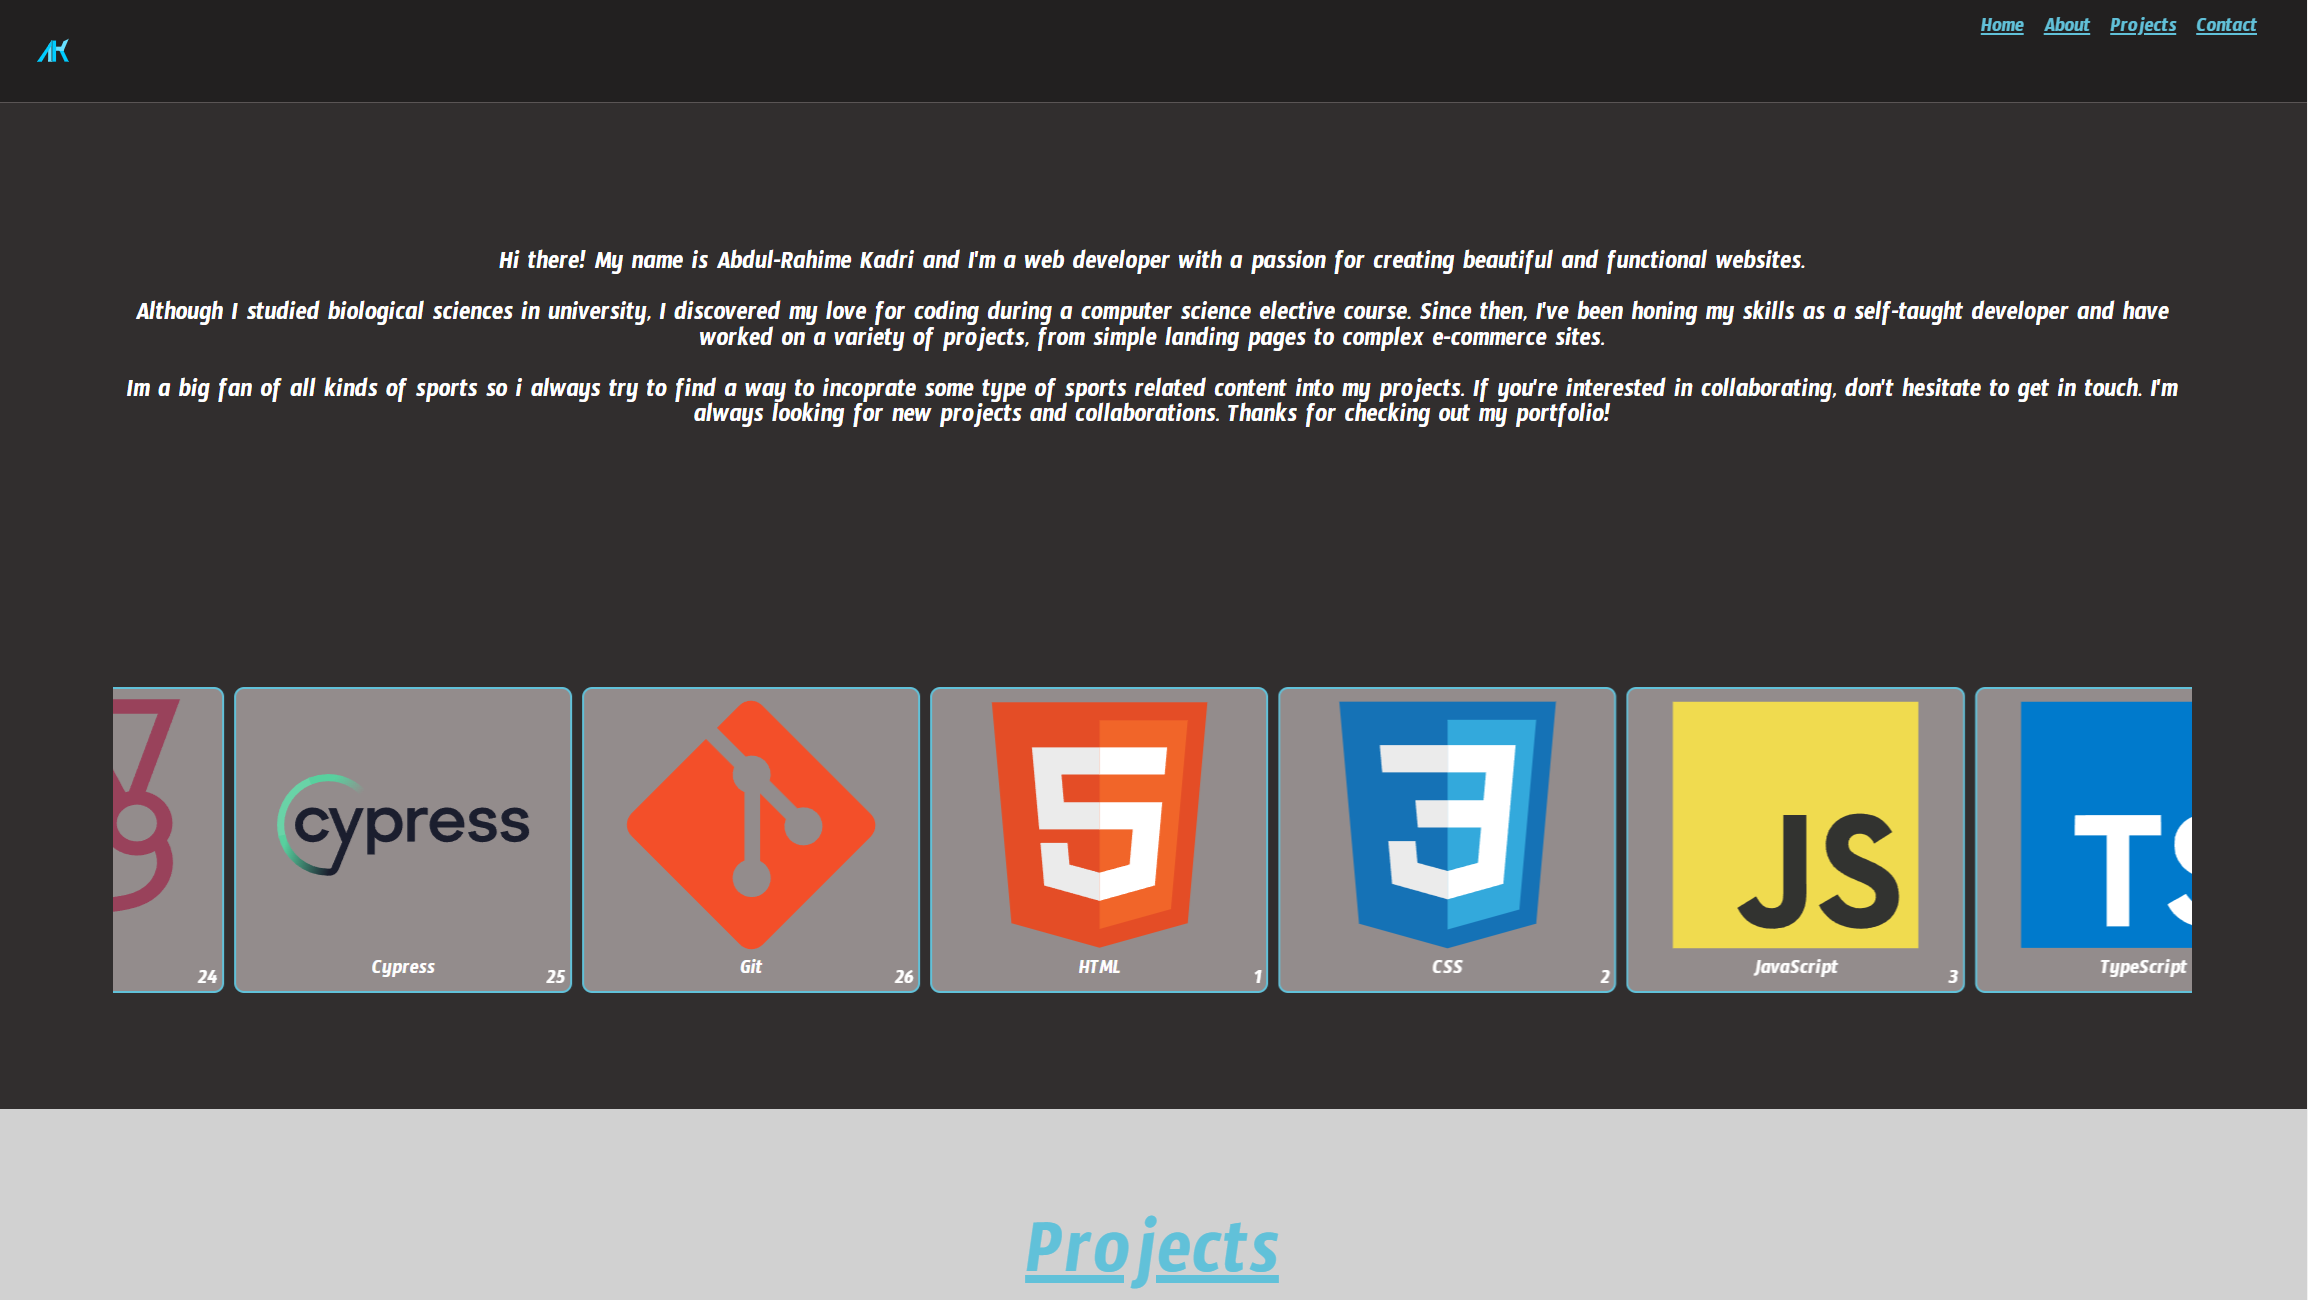 AK
Home About Projects Contact
Hi there! My name is Abdul-Rahime Kadri and I'm a web developer with a passion for creating beautiful and functional websites.
Although I studied biological sciences in university, I discovered my love for coding during a computer science elective course. Since then, I've been honing my skills as a self-taught developer and have
worked on a variety of projects, from simple landing pages to complex e-commerce sites.
Im a big fan of all kinds of sports so i always try to find a way to incoprate some type of sports related content into my projects. If you're interested in collaborating, don't hesitate to get in touch. I'm
always looking for new projects and collaborations. Thanks for checking out my portfolio!
24
cypress
Cypress
25
Git
26
5
HTML
1
3
CSS
2
JS
JavaScript
3
TS
TypeScript
Projects